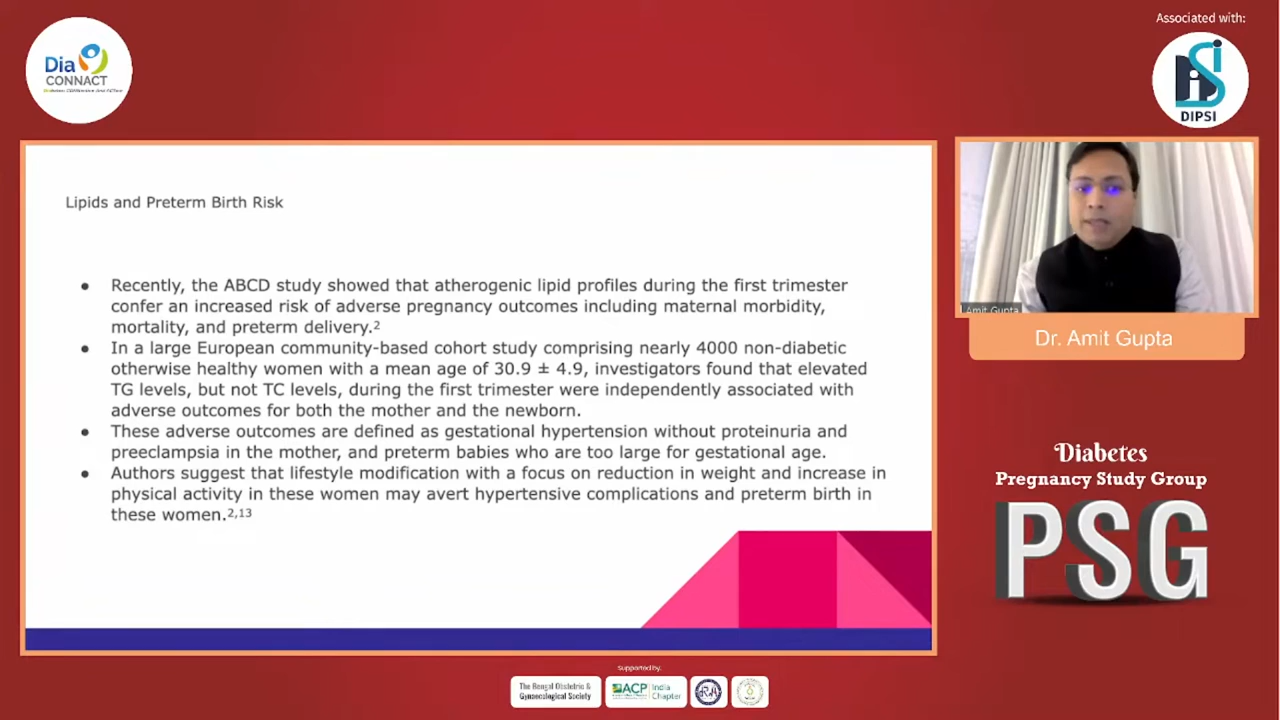 Associated with:
Dia
CONNACT
DIPSI
Lipids and Preterm Birth Risk
• Recently, the ABCD study showed that atherogenic lipid profiles during the first trimester
confer an increased risk of adverse pregnancy outcomes including maternal morbidity,
mortality, and preterm delivery.2
• In a large European community-based cohort study comprising nearly 4000 non-diabetic
otherwise healthy women with a mean age of 30.9 ± 4.9, investigators found that elevated
TG levels, but not TC levels, during the first trimester were independently associated with
adverse outcomes for both the mother and the newborn.
• These adverse outcomes are defined as gestational hypertension without proteinuria and
preeclampsia in the mother, and preterm babies who are too large for gestational age.
• Authors suggest that lifestyle modification with a focus on reduction in weight and increase in
physical activity in these women may avert hypertensive complications and preterm birth in
these women.2,13
Amit Gupta
Dr. Amit Gupta
Diabetes
Pregnancy Study Group
PSG
supported by:
The Bengal Obstetric &
Gynaecological Society
ACP
India
Chapter